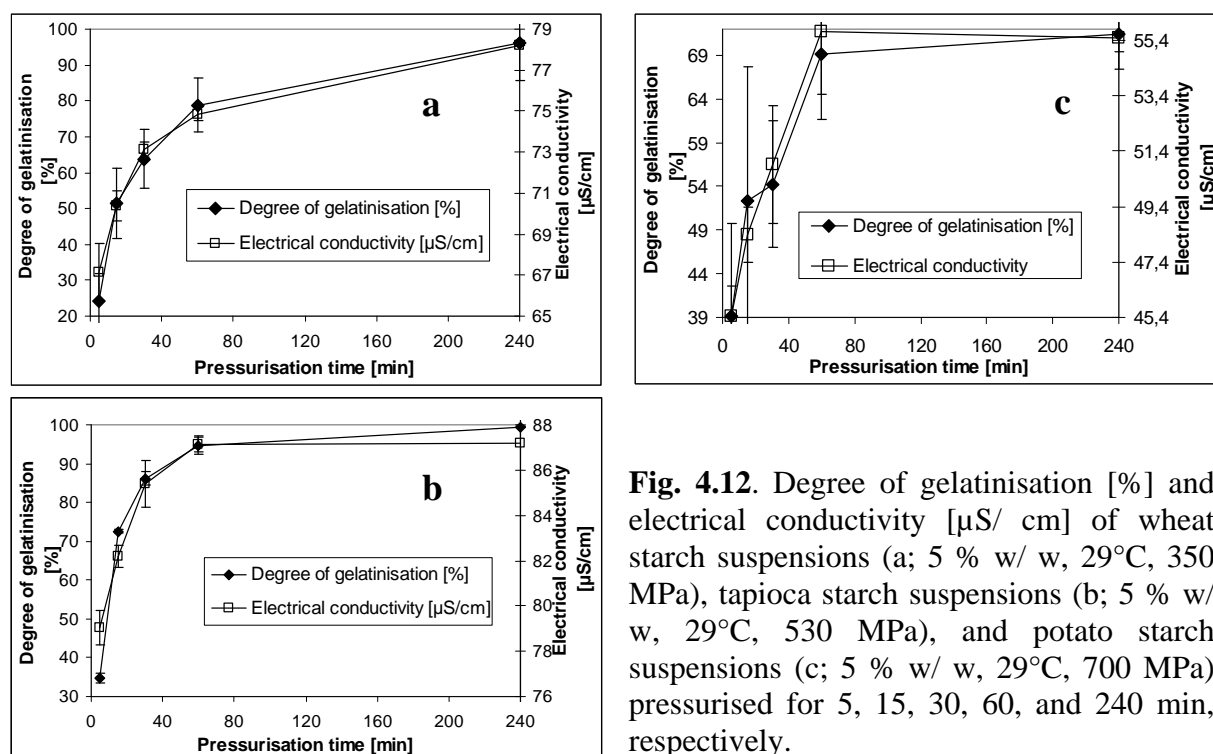 100
90
80
70
60
50
40
30
20
79
77
75
73
71
69
67
65
0 40 80 120 160 200 240
Degree of gelatinisation
[%]
Electrical conductivity
[µS/cm]
a
Degree of gelatinisation [%]
Electrical conductivity [µS/cm]
Pressurisation time [min]
69
64
59
54
49
44
39
55,4
53,4
51,4
49,4
47,4
45,4
0 40 80 120 160 200 240
Degree of gelatinisation
[%]
Electrical conductivity
[µS/cm]
c
Degree of gelatinisation [%]
Electrical conductivity
Pressurisation time [min]
100
90
80
70
60
50
40
30
88
86
84
82
80
78
76
0 40 80 120 160 200 240
Degree of gelatinisation
[%]
Electrical conductivity
[µS/cm]
b
Degree of gelatinisation [%]
Electrical conductivity [µS/cm]
Pressurisation time [min]
Fig. 4.12. Degree of gelatinisation [%] and
electrical conductivity [µS/ cm] of wheat
starch suspensions (a; 5 % w/ w, 29°C, 350
MPa), tapioca starch suspensions (b; 5 % w/
w, 29°C, 530 MPa), and potato starch
suspensions (c; 5 % w/ w, 29°C, 700 MPa)
pressurised for 5, 15, 30, 60, and 240 min,
respectively.